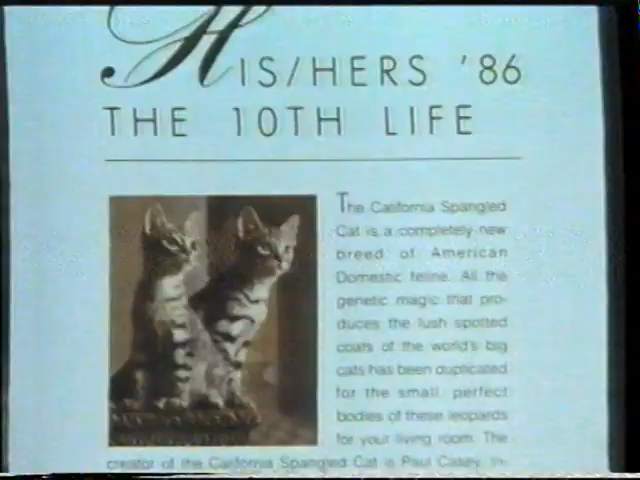 HIS/HERS '86
THE 10TH LIFE
The California Spangled
Cat is a completely new
breed of American
Domestic feline. All the
genetic magic that pro-
duces the lush spotted
coats of the world's big
cats has been duplicated
for the small, perfect
bodies of these leopards
for your living room. The
creator of the California Spangled Cat is Paul Casey. In-